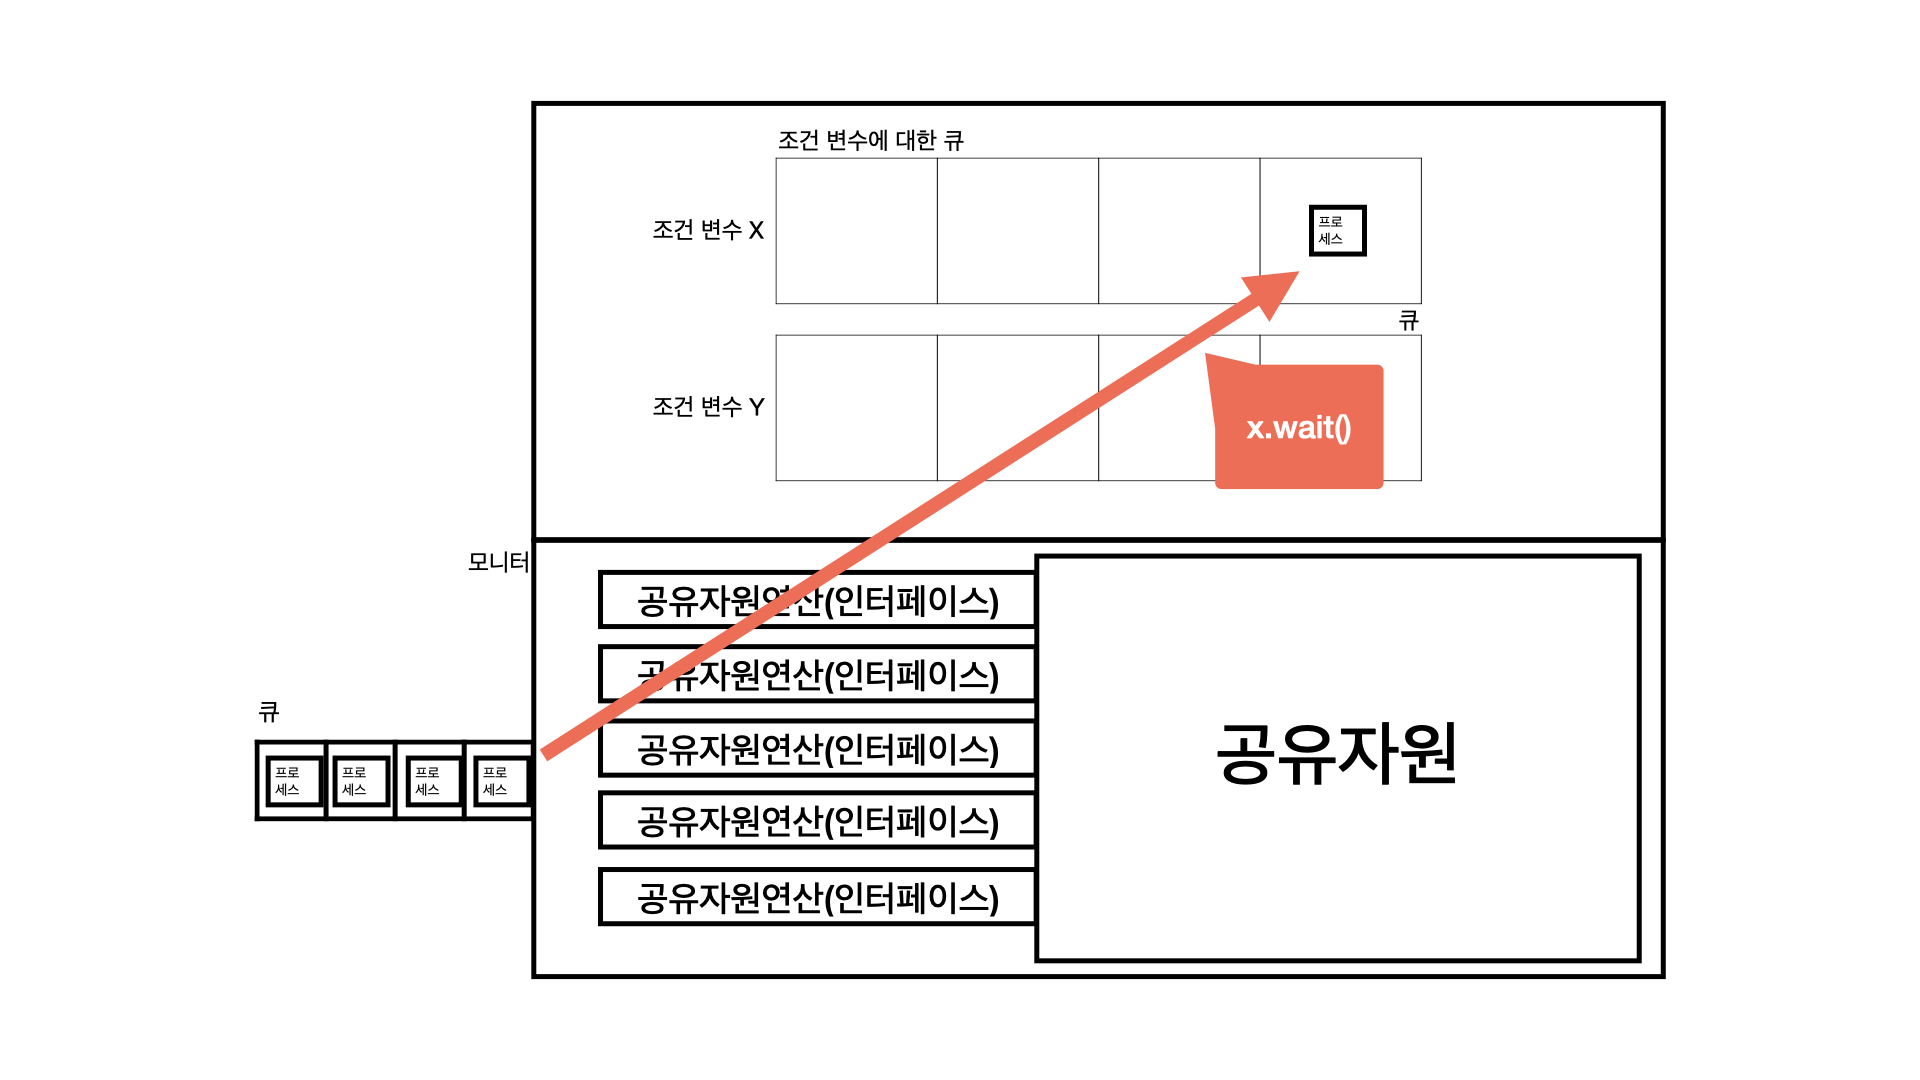 조건 변수에 대한 큐
조건 변수 X
프로
세스
큐
조건 변수 Y
x.wait()
모니터
공유자원연산(인터페이스)
공유자원연산(인터페이스)
공유자원연산(인터페이스)
공유자원연산(인터페이스)
공유자원연산(인터페이스)
공유자원
큐
프로
세스
프로
세스
프로
세스
프로
세스